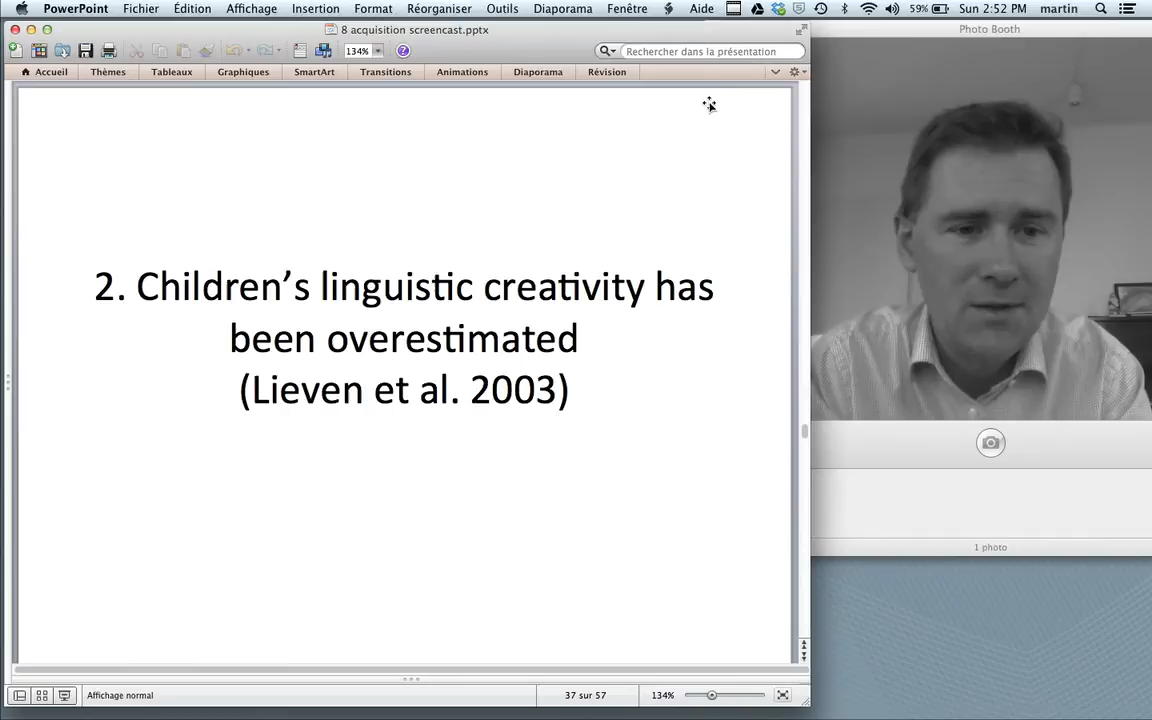 PowerPoint Fichier Édition Affichage Insertion Format Réorganiser Outils Diaporama Fenêtre Aide 59% Sun 2:52 PM martin
8 acquisition screencast.pptx
Photo Booth
134% Rechercher dans la présentation
Accueil Thèmes Tableaux Graphiques SmartArt Transitions Animations Diaporama Révision
2. Children’s linguistic creativity has
been overestimated
(Lieven et al. 2003)
1 photo
Affichage normal 37 sur 57 134%